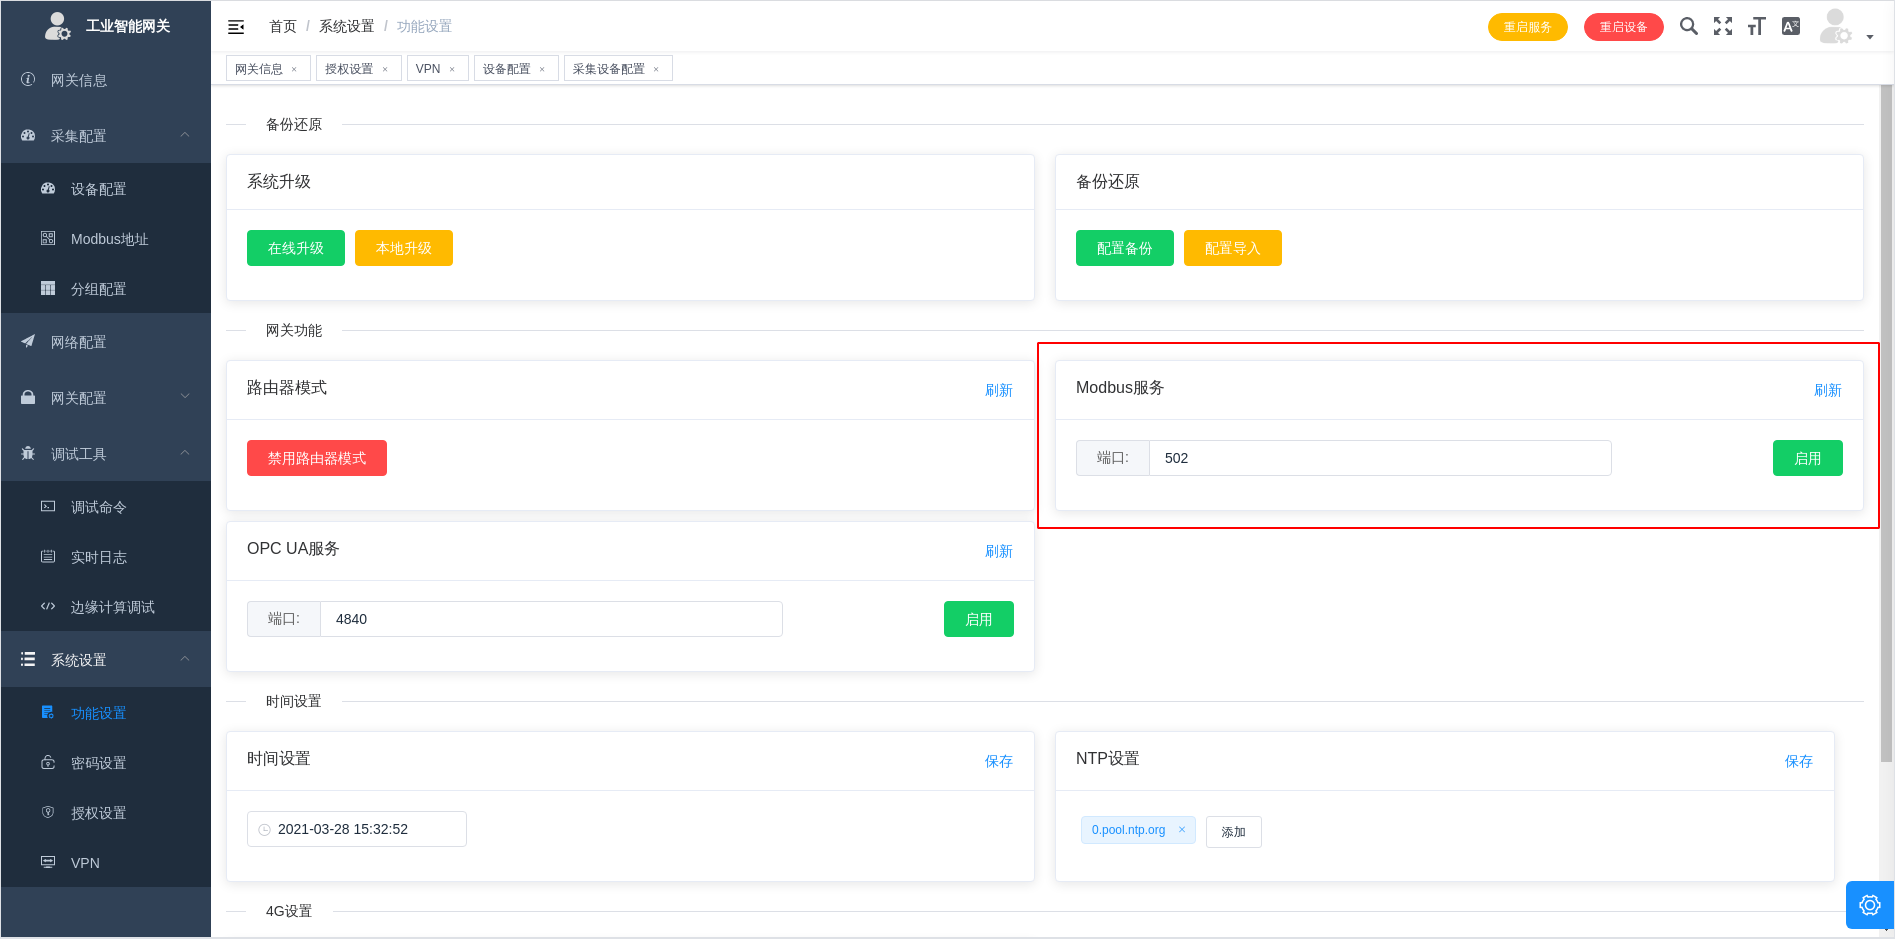 工业智能网关
首页 / 系统设置 / 功能设置
重启服务 重启设备
网关信息 × 授权设置 × VPN × 设备配置 × 采集设备配置 ×
网关信息
采集配置
设备配置
Modbus地址
分组配置
网络配置
网关配置
调试工具
调试命令
实时日志
边缘计算调试
系统设置
功能设置
密码设置
授权设置
VPN
备份还原
系统升级
在线升级 本地升级
备份还原
配置备份 配置导入
网关功能
路由器模式 刷新
禁用路由器模式
Modbus服务 刷新
端口: 502 启用
OPC UA服务 刷新
端口: 4840 启用
时间设置
时间设置 保存
2021-03-28 15:32:52
NTP设置 保存
0.pool.ntp.org × 添加
4G设置